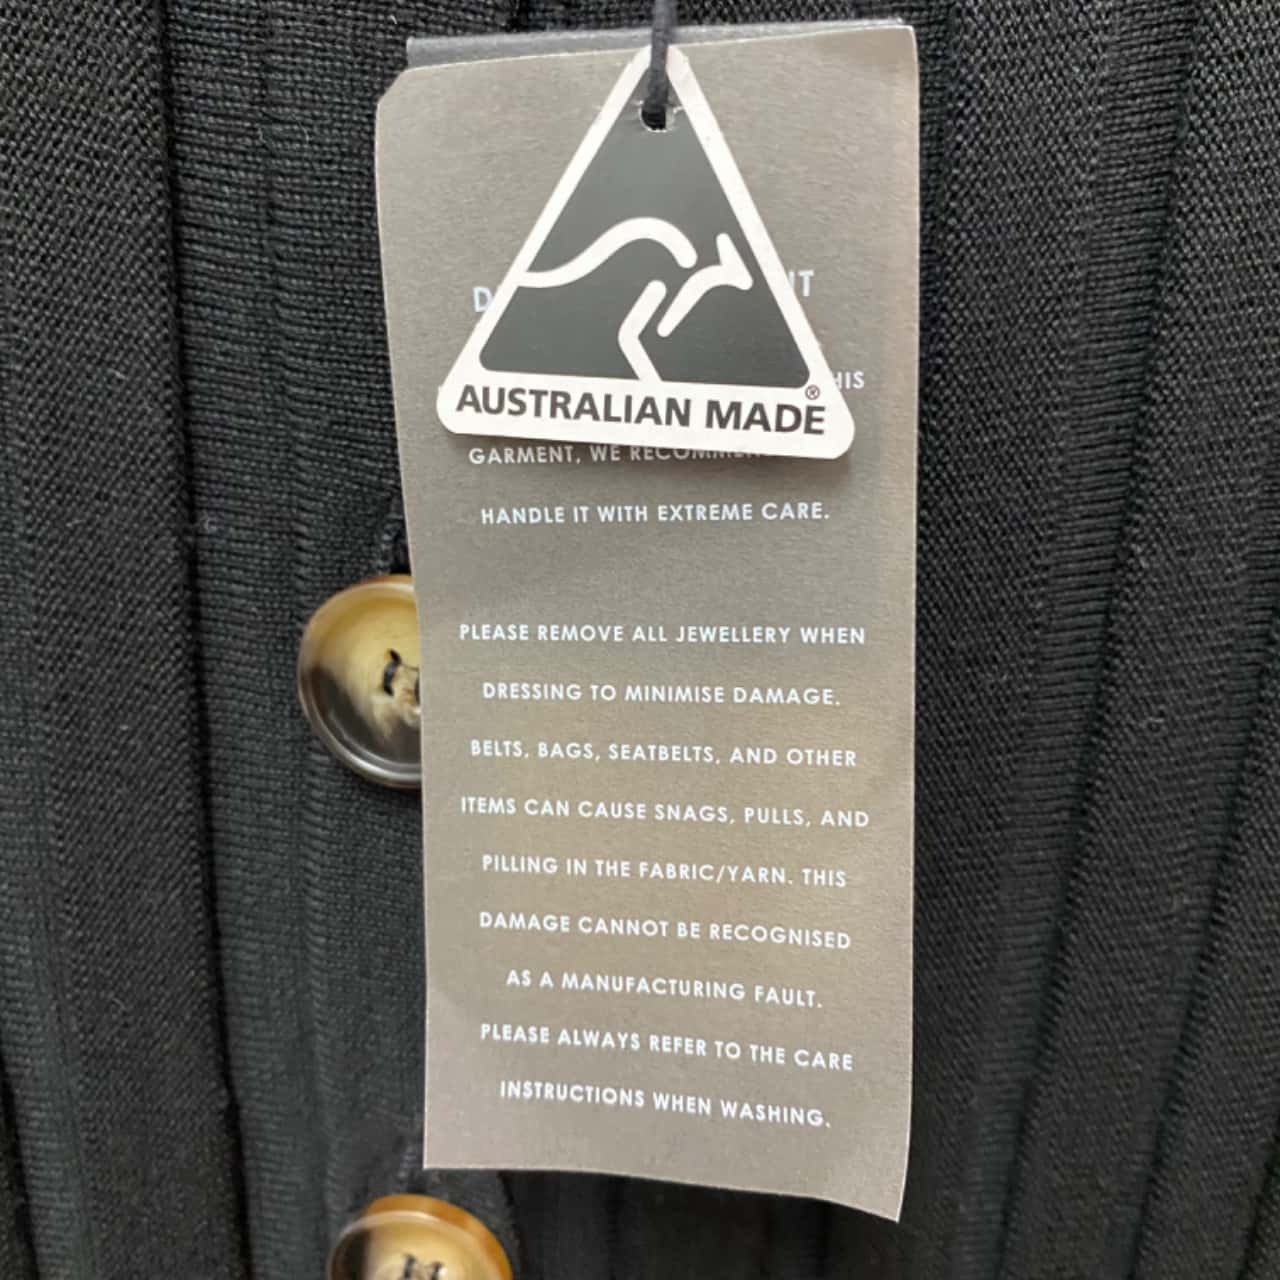 AUSTRALIAN MADE®
GARMENT, WE
HANDLE IT WITH EXTREME CARE.
PLEASE REMOVE ALL JEWELLERY WHEN
DRESSING TO MINIMISE DAMAGE.
BELTS, BAGS, SEATBELTS, AND OTHER
ITEMS CAN CAUSE SNAGS, PULLS, AND
PILLING IN THE FABRIC/YARN. THIS
DAMAGE CANNOT BE RECOGNISED
AS A MANUFACTURING FAULT.
PLEASE ALWAYS REFER TO THE CARE
INSTRUCTIONS WHEN WASHING.